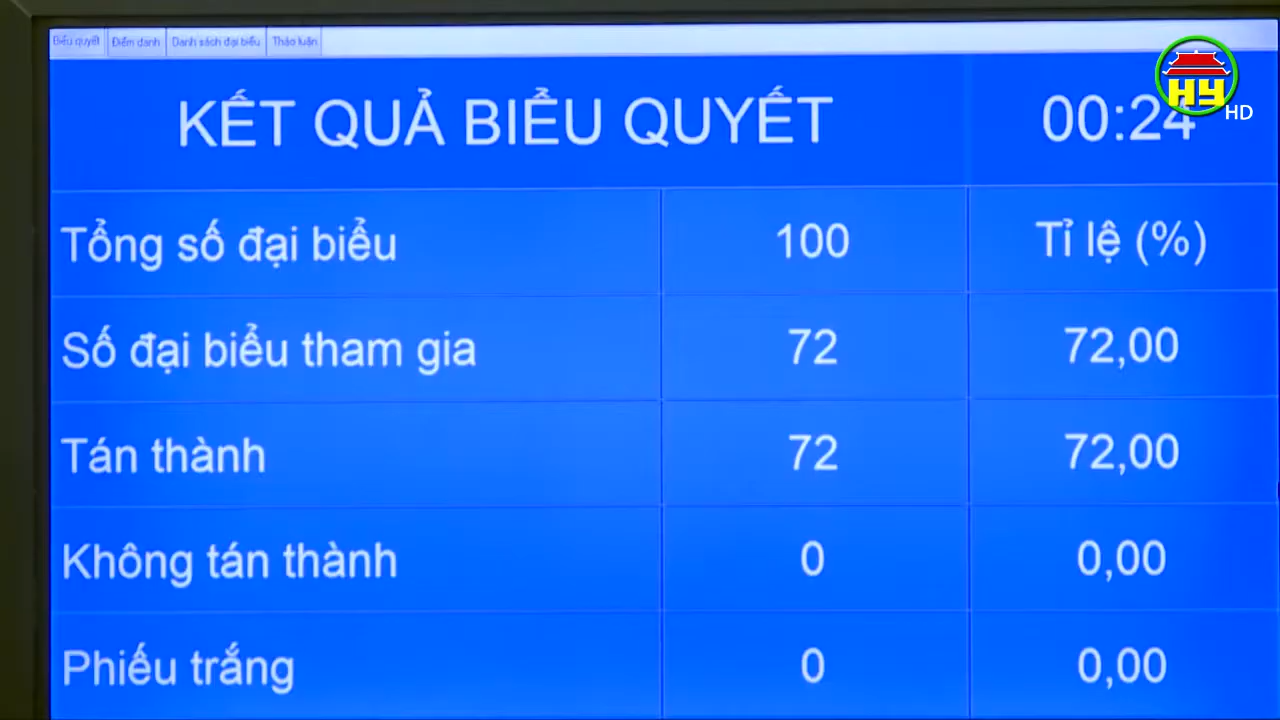 Biểu quyết Điểm danh Danh sách đại biểu Thảo luận
KẾT QUẢ BIỂU QUYẾT 00:24
HY HD
Tổng số đại biểu 100 Tỉ lệ (%)
Số đại biểu tham gia 72 72,00
Tán thành 72 72,00
Không tán thành 0 0,00
Phiếu trắng 0 0,00